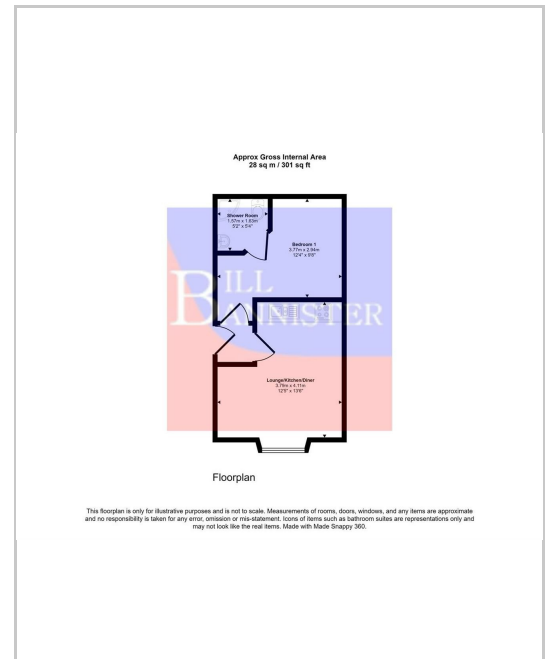 Approx Gross Internal Area
28 sq m / 301 sq ft
Shower Room
1.57m x 1.63m
5'2" x 5'4"
Bedroom 1
3.77m x 2.94m
12'4" x 9'8"
BILL
BANNISTER
Lounge/Kitchen/Diner
3.79m x 4.11m
12'5" x 13'6"
Floorplan
This floorplan is only for illustrative purposes and is not to scale. Measurements of rooms, doors, windows, and any items are approximate
and no responsibility is taken for any error, omission or mis-statement. Icons of items such as bathroom suites are representations only and
may not look like the real items. Made with Made Snappy 360.